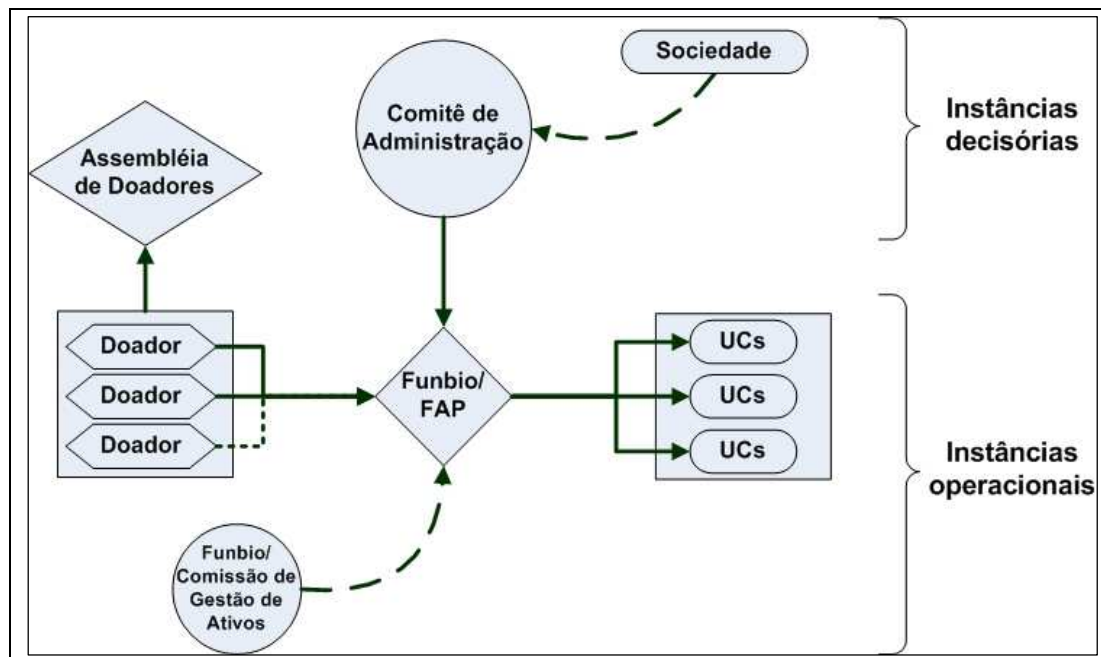 Sociedade
Comitê de
Administração
Instâncias
decisórias
Assembléia
de Doadores
Doador
Doador
Doador
Funbio/
FAP
UCs
UCs
UCs
Instâncias
operacionais
Funbio/
Comissão de
Gestão de
Ativos